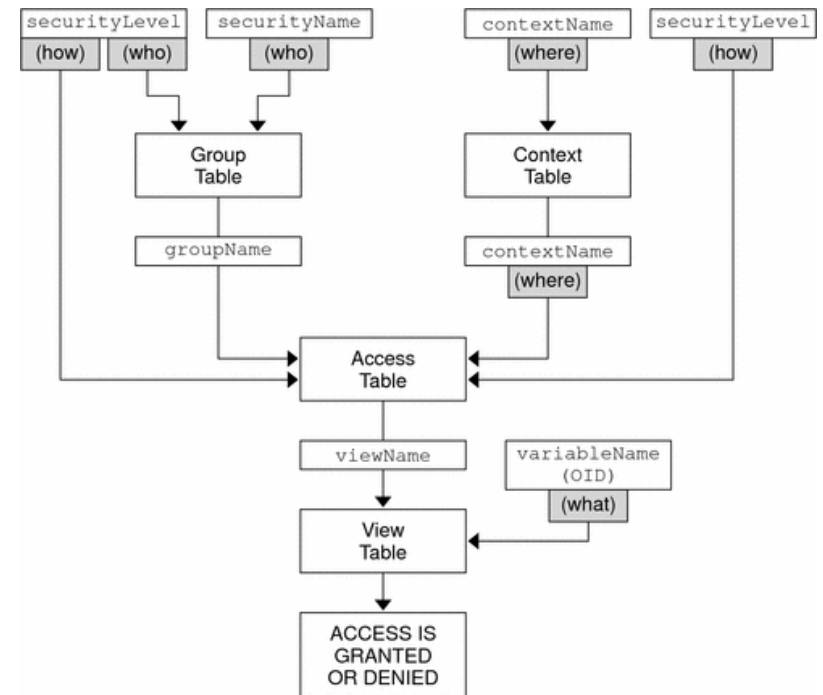 securityLevel
securityName
contextName
securityLevel
(how)
(who)
(who)
(where)
(how)
Group
Table
Context
Table
groupName
contextName
(where)
Access
Table
viewName
variableName
(OID)
(what)
View
Table
ACCESS IS
GRANTED
OR DENIED